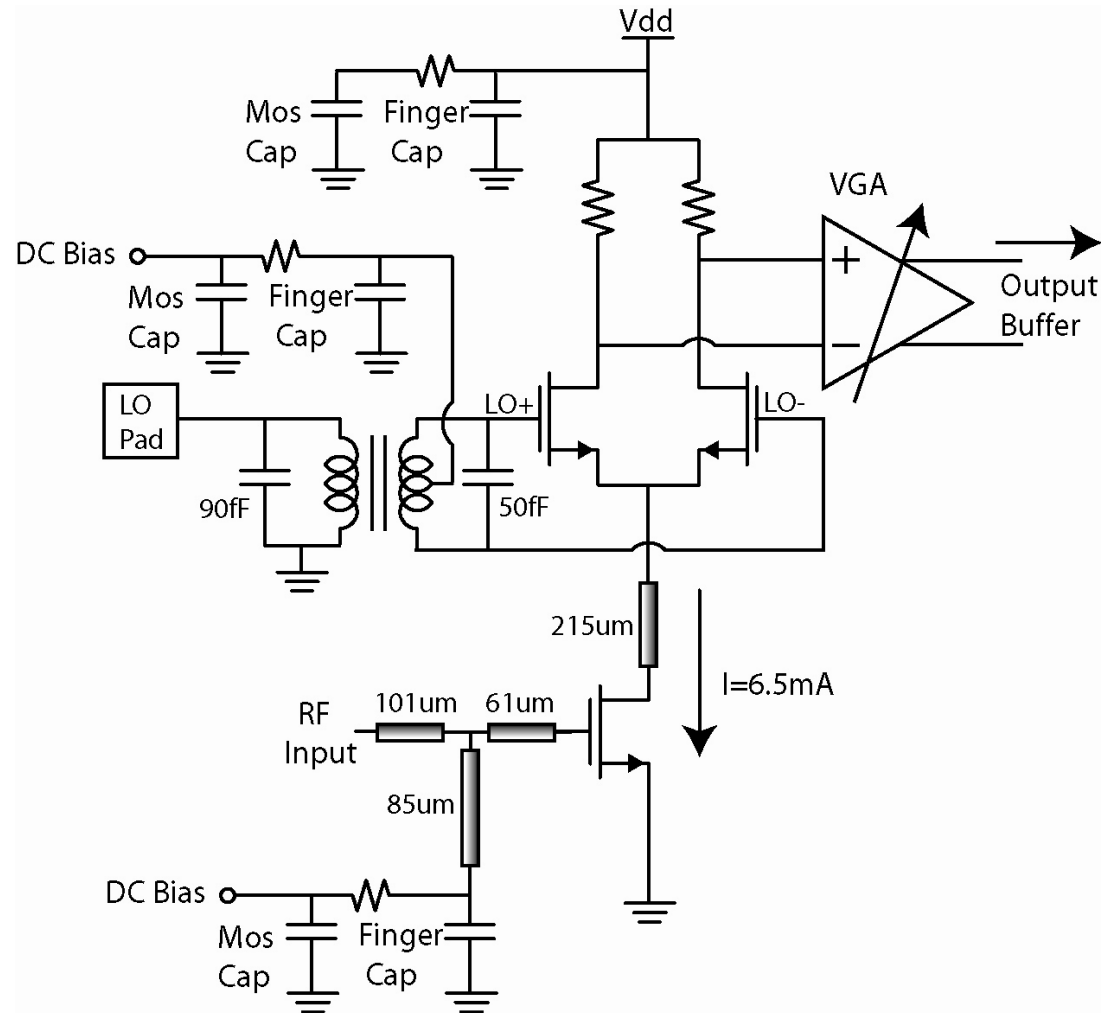 Vdd
Mos
Cap
Finger
Cap
VGA
DC Bias
Mos
Cap
Finger
Cap
+
−
Output
Buffer
LO
Pad
LO+
LO-
90fF
50fF
215um
I=6.5mA
RF
Input
101um
61um
85um
DC Bias
Mos
Cap
Finger
Cap